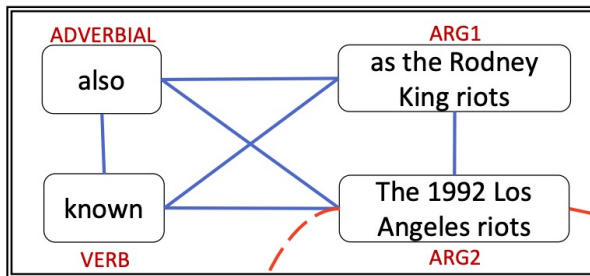 ADVERBIAL
also
ARG1
as the Rodney
King riots
known
VERB
The 1992 Los
Angeles riots
ARG2